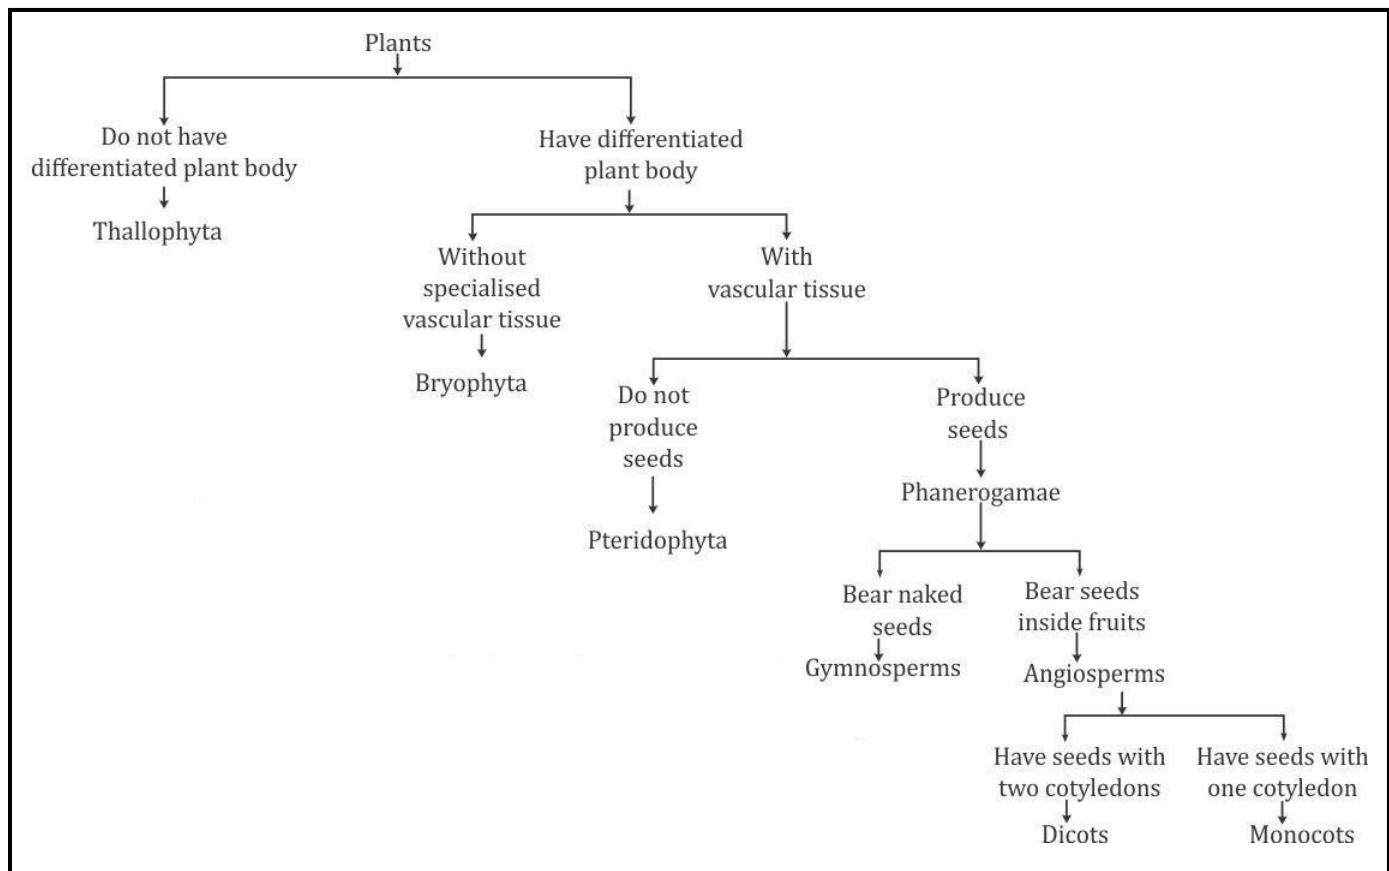 Plants
Do not have
differentiated plant body
Thallophyta
Have differentiated
plant body
Without
specialised
vascular tissue
Bryophyta
With
vascular tissue
Do not
produce
seeds
Pteridophyta
Produce
seeds
Phanerogamae
Bear naked
seeds
Gymnosperms
Bear seeds
inside fruits
Angiosperms
Have seeds with
two cotyledons
Dicots
Have seeds with
one cotyledon
Monocots